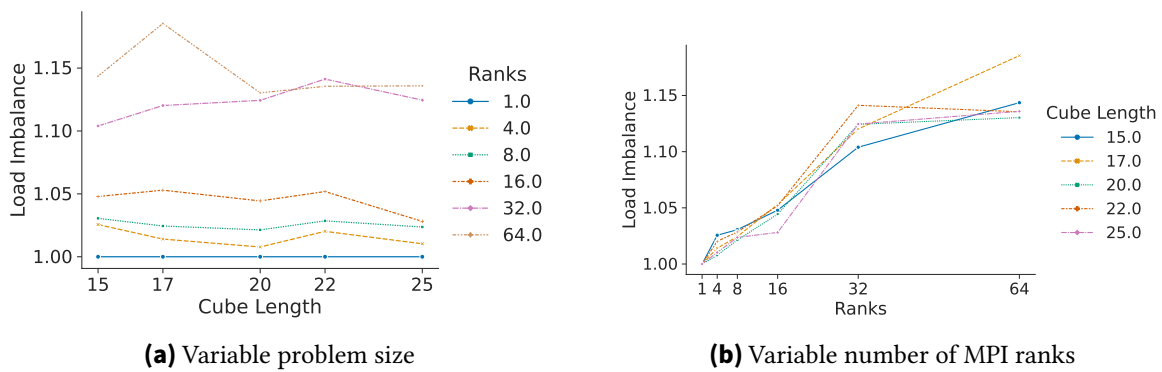 Load Imbalance
1.15
1.10
1.05
1.00
15 17 20 22 25
Cube Length
Ranks
1.0
4.0
8.0
16.0
32.0
64.0
(a) Variable problem size
Load Imbalance
1.15
1.10
1.05
1.00
1 4 8 16 32 64
Ranks
Cube Length
15.0
17.0
20.0
22.0
25.0
(b) Variable number of MPI ranks